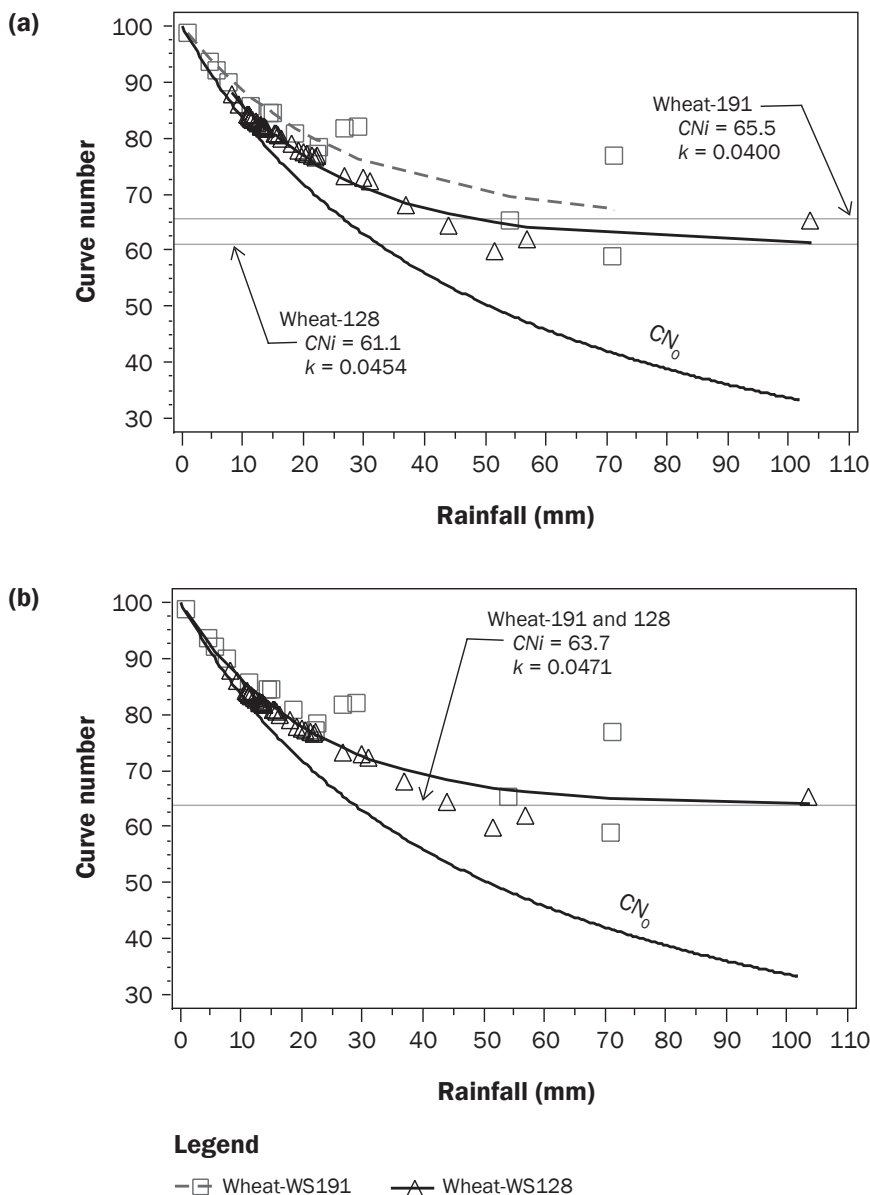 (a)
100
90
80
70
60
50
40
30
Curve number
Wheat-191
CNi = 65.5
k = 0.0400
Wheat-128
CNi = 61.1
k = 0.0454
CNo
0 10 20 30 40 50 60 70 80 90 100 110
Rainfall (mm)
(b)
100
90
80
70
60
50
40
30
Curve number
Wheat-191 and 128
CNi = 63.7
k = 0.0471
CNo
0 10 20 30 40 50 60 70 80 90 100 110
Rainfall (mm)
Legend
Wheat-WS191 Wheat-WS128